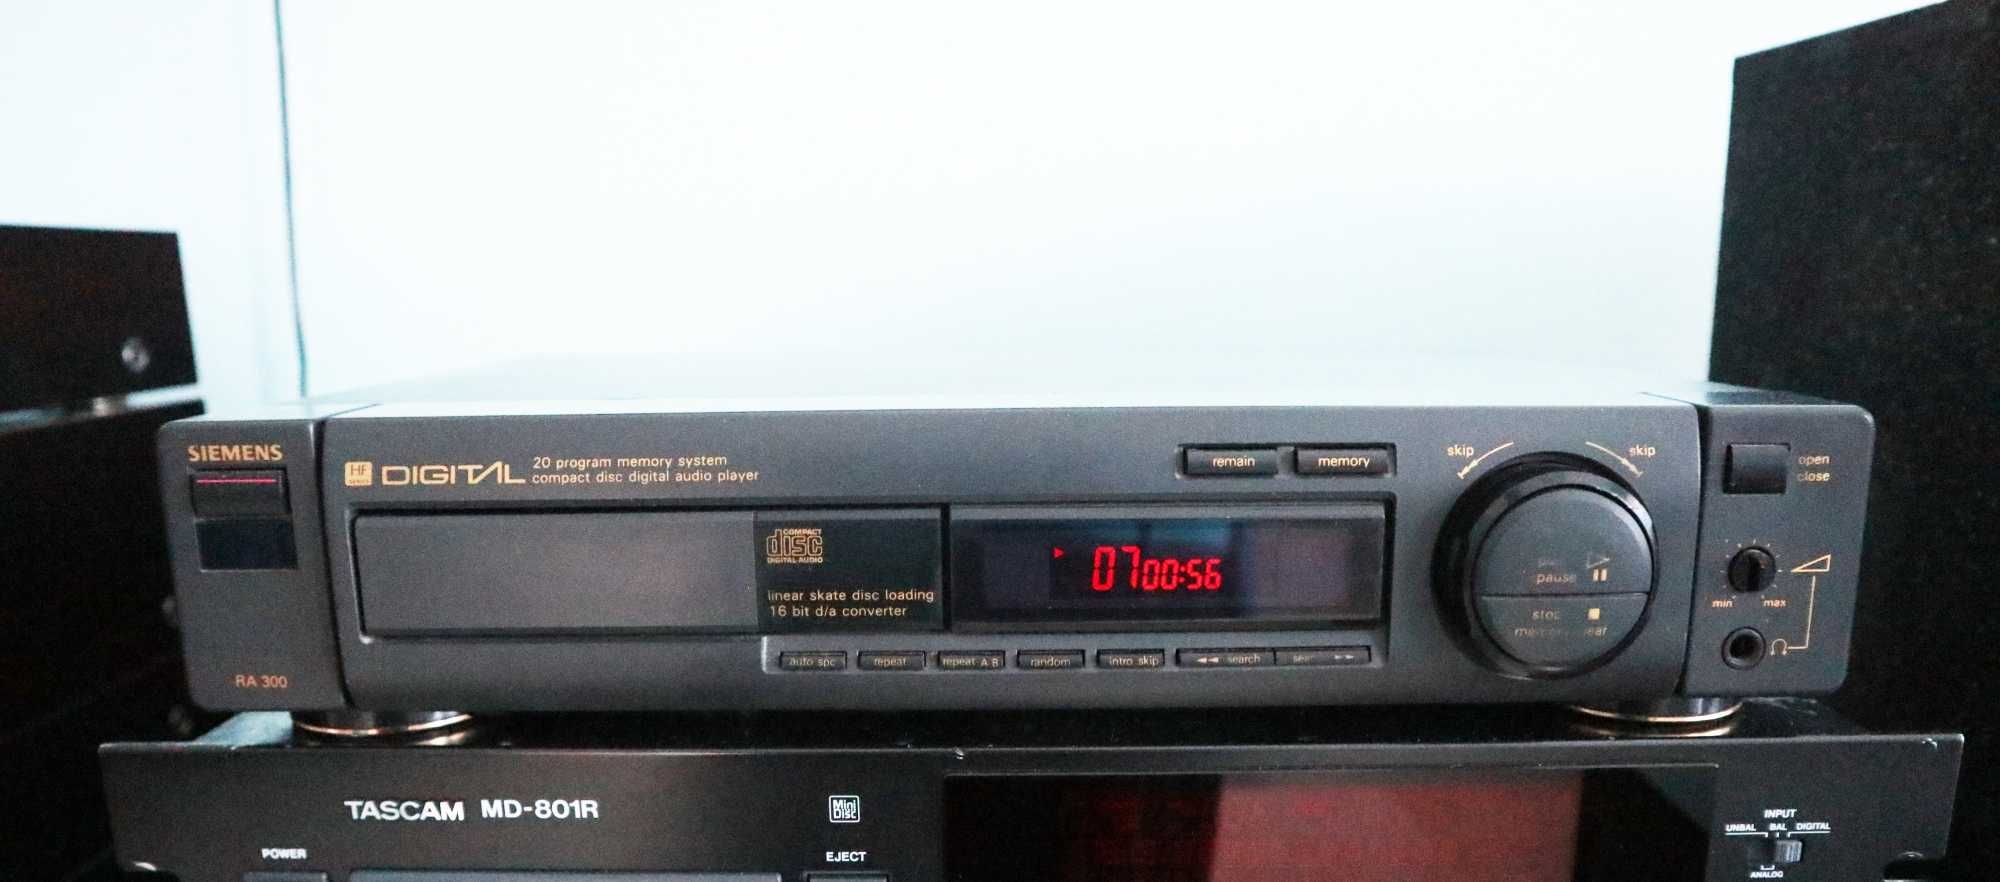 SIEMENS
HF SERIES
DIGITAL
20 program memory system
compact disc digital audio player
remain
memory
skip
skip
open
close
COMPACT
disc
DIGITAL AUDIO
linear skate disc loading
16 bit d/a converter
07 00:56
pause
stop
min
max
auto spc
repeat
repeat A B
random
intro skip
search
RA 300
TASCAM MD-801R
Mini
Disc
POWER
EJECT
INPUT
UNBAL
BAL
DIGITAL
ANALOG